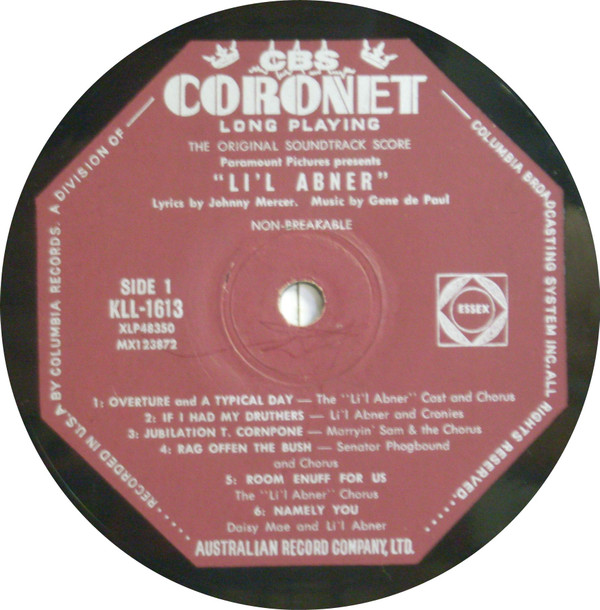 CBS
CORONET
LONG PLAYING
THE ORIGINAL SOUNDTRACK SCORE
Paramount Pictures presents
"LI'L ABNER"
Lyrics by Johnny Mercer. Music by Gene de Paul
NON-BREAKABLE
SIDE 1
KLL-1613
XLP48350
MX123872
ESSEX
1: OVERTURE and A TYPICAL DAY — The "Li'l Abner" Cast and Chorus
2: IF I HAD MY DRUTHERS — Li'l Abner and Cronies
3: JUBILATION T. CORNPONE — Marryin' Sam & the Chorus
4: RAG OFFEN THE BUSH — Senator Phogbound
and Chorus
5: ROOM ENUFF FOR US
The "Li'l Abner" Chorus
6: NAMELY YOU
Daisy Mae and Li'l Abner
AUSTRALIAN RECORD COMPANY, LTD.
.....RECORDED IN U.S.A BY COLUMBIA RECORDS. A DIVISION OF —
— COLUMBIA BROADCASTING SYSTEM INC. ALL RIGHTS RESERVED.....